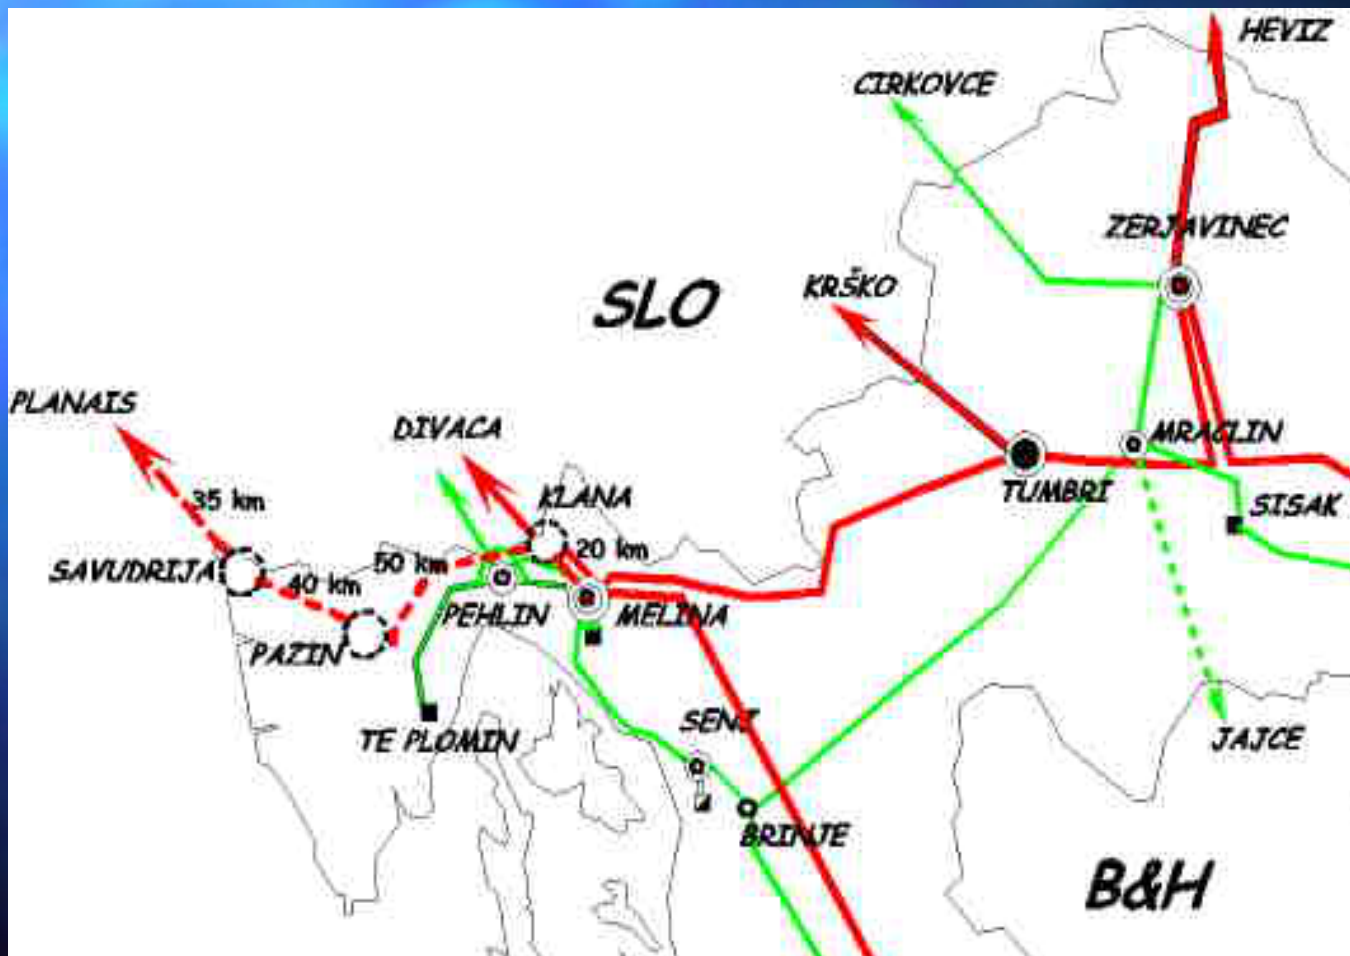 HEVIZ
CIRKOVCE
ZERJAVINEC
KRŠKO
SLO
PLANAIS
DIVACA
MRACLIN
KLANA
TUMBRI
35 km
SISAK
20 km
50 km
SAVUDRIJA
40 km
PEHLIN
MELINA
PAZIN
SENJ
TE PLOMIN
JAJCE
BRINJE
B&H